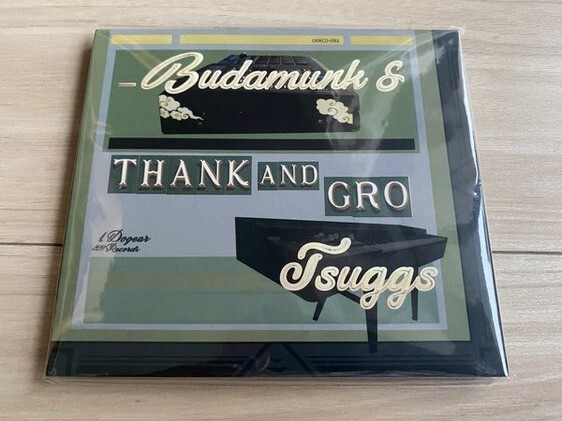 Budamunk &
THANK AND GRO
Dogear
Records
Tsuggs